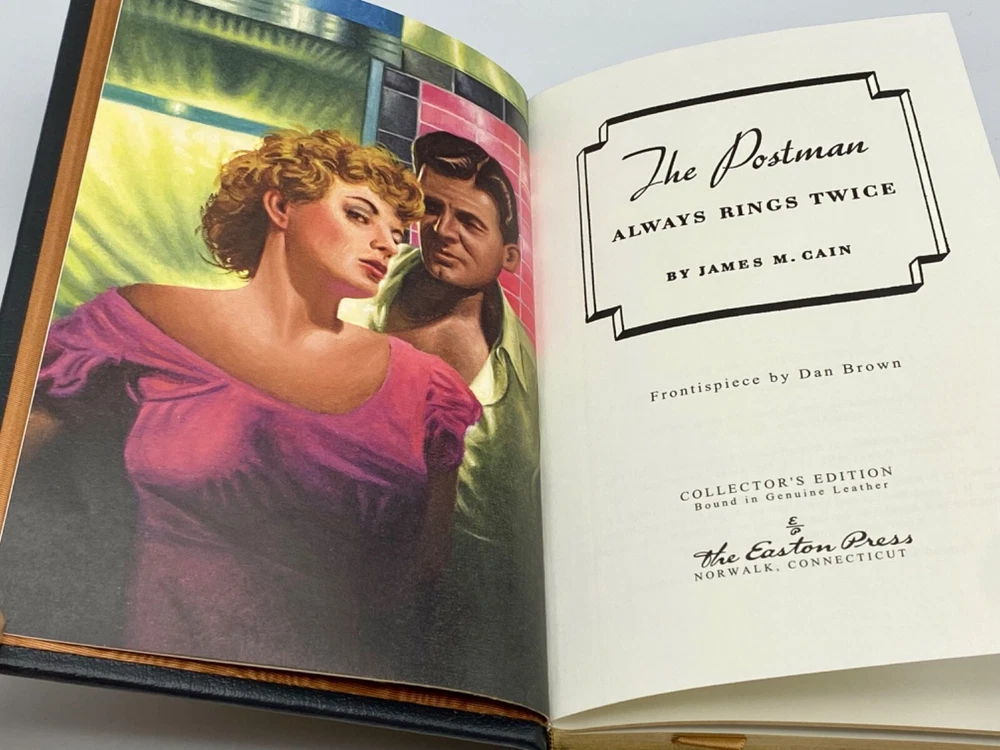 The Postman
ALWAYS RINGS TWICE
BY JAMES M. CAIN
Frontispiece by Dan Brown
COLLECTOR'S EDITION
Bound in Genuine Leather
E
P
the Easton Press
NORWALK, CONNECTICUT